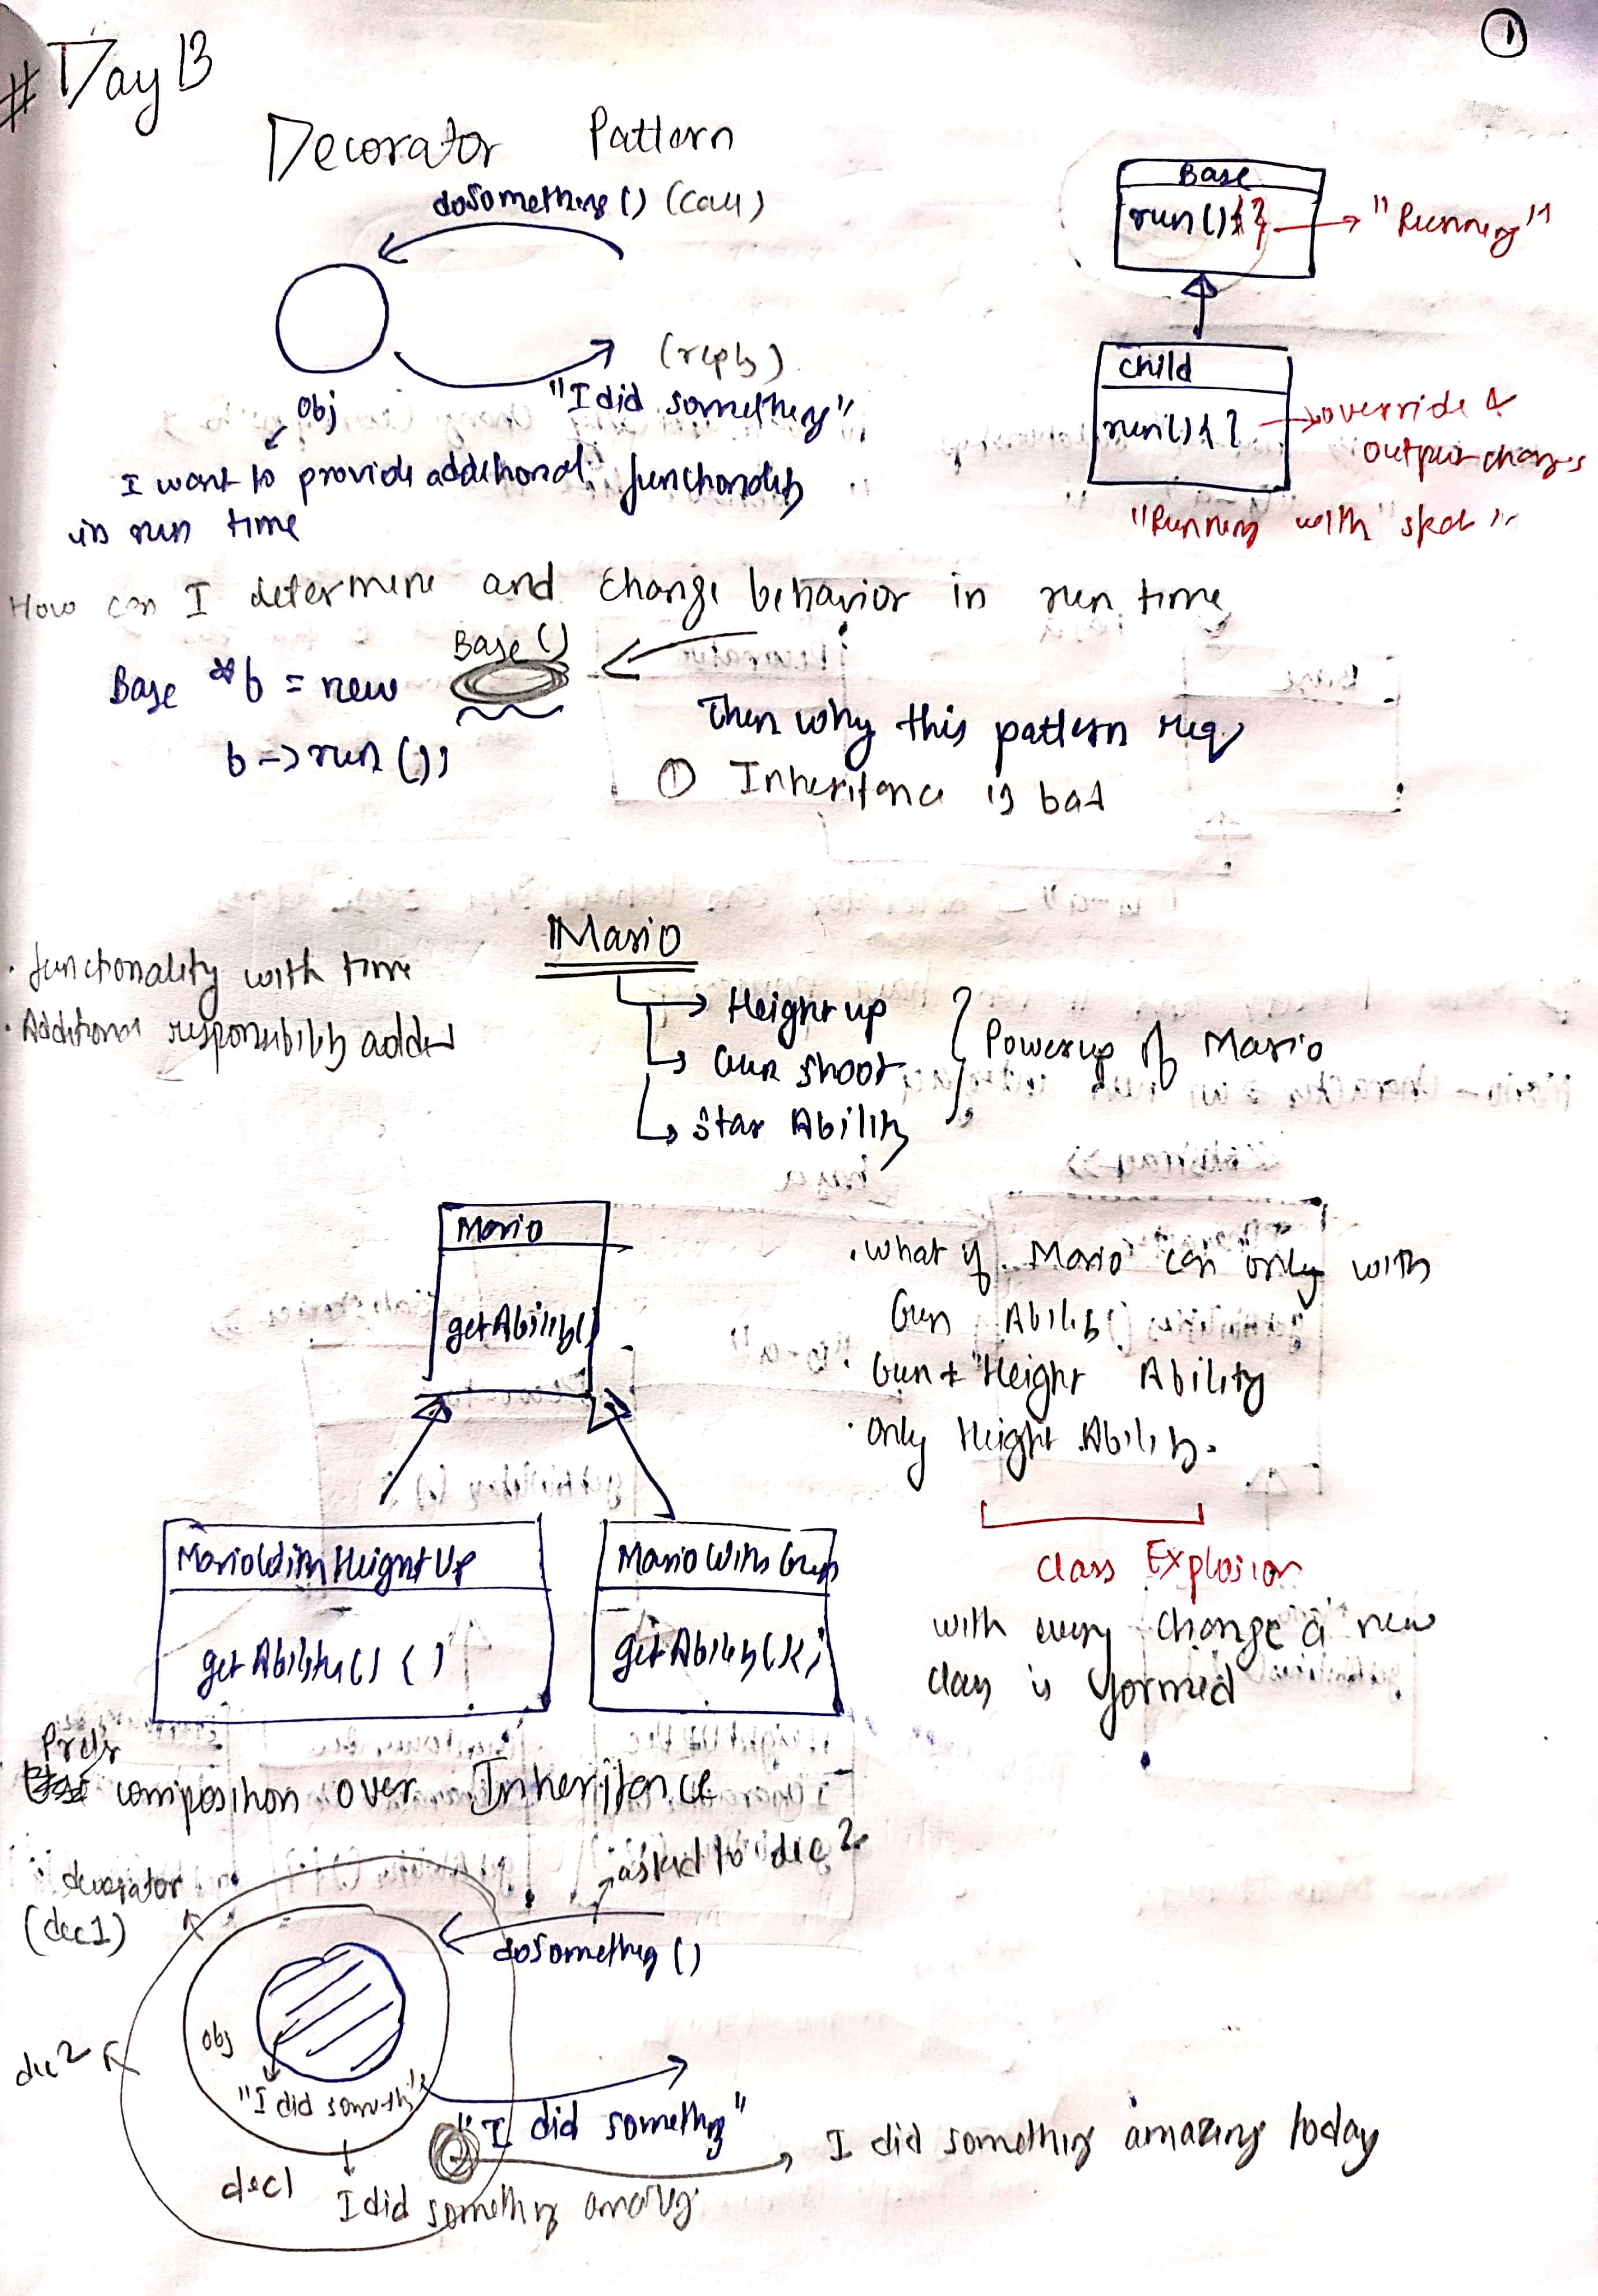 ①
# Day 13
Decorator Pattern
doSomething() (call)
(reply)
"I did something"
obj
I want to provide additional functionality
in run time
Base
run(){} → "Running"
child
run(){} → override &
output changes
"Running with skat"
How can I determine and change behavior in run time
Base *b = new Base()
b->run();
Then why this pattern req
① Inheritance is bad
. functionality with time
. Additional responsibility added
Mario
→ Height up
→ Gun shoot
→ Star Ability
Powerup of Mario
Mario
getAbility()
MarioWithHeightUp
getAbility() { }
MarioWithGun
getAbility(){}
. What if Mario can only with
Gun Ability
. Gun + Height Ability
. Only Height Ability.
class Explosion
with every change a new
class is formed
Prefer
composition over Inheritence
decorator
(dec1)
→ asked to dec2
doSomething()
dec2
obj
"I did someth"
"I did something"
→ I did something amazing today
dec1
I did something amazing